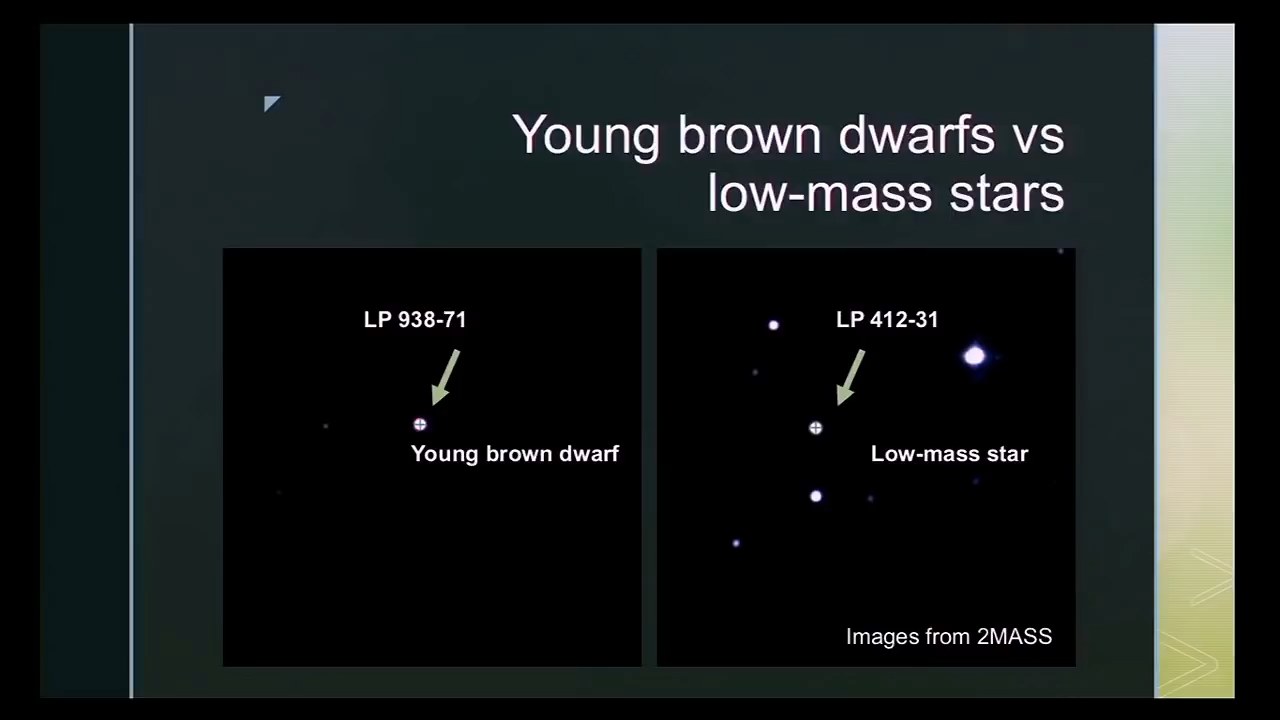 Young brown dwarfs vs
low-mass stars
LP 938-71
Young brown dwarf
LP 412-31
Low-mass star
Images from 2MASS